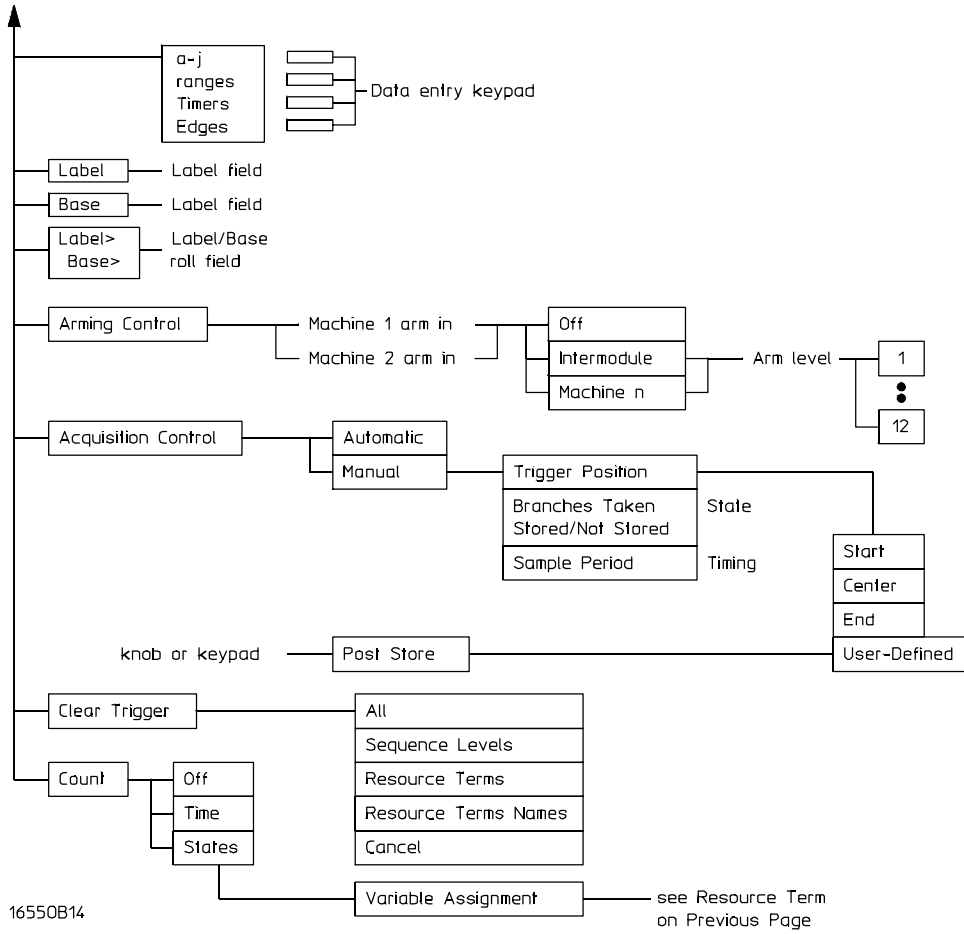 a-j
ranges
Timers
Edges
Data entry keypad
Label
Label field
Base
Label field
Label>
Base>
Label/Base
roll field
Arming Control
Machine 1 arm in
Machine 2 arm in
Off
Intermodule
Machine n
Arm level
1
12
Acquisition Control
Automatic
Manual
Trigger Position
Branches Taken
Stored/Not Stored
State
Sample Period
Timing
Start
Center
End
User-Defined
knob or keypad
Post Store
Clear Trigger
All
Sequence Levels
Resource Terms
Resource Terms Names
Cancel
Count
Off
Time
States
Variable Assignment
see Resource Term
on Previous Page
16550B14